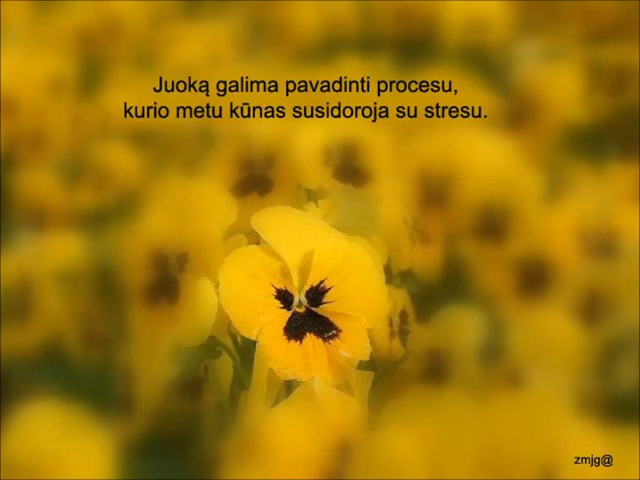 Juoką galima pavadinti procesu,
kurio metu kūnas susidoroja su stresu.
zmjg@